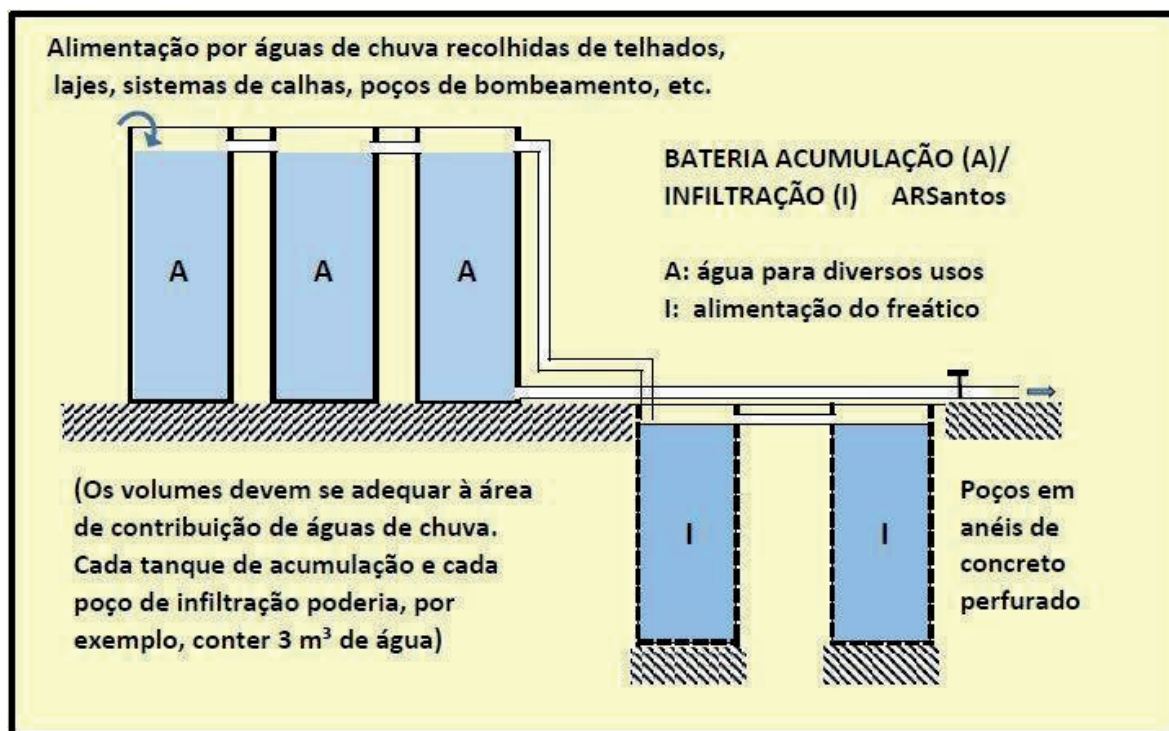 Alimentação por águas de chuva recolhidas de telhados,
lajes, sistemas de calhas, poços de bombeamento, etc.
BATERIA ACUMULAÇÃO (A)/
INFILTRAÇÃO (I) ARSantos
A: água para diversos usos
I: alimentação do freático
A
A
A
(Os volumes devem se adequar à área
de contribuição de águas de chuva.
Cada tanque de acumulação e cada
poço de infiltração poderia, por
exemplo, conter 3 m³ de água)
I
I
Poços em
anéis de
concreto
perfurado